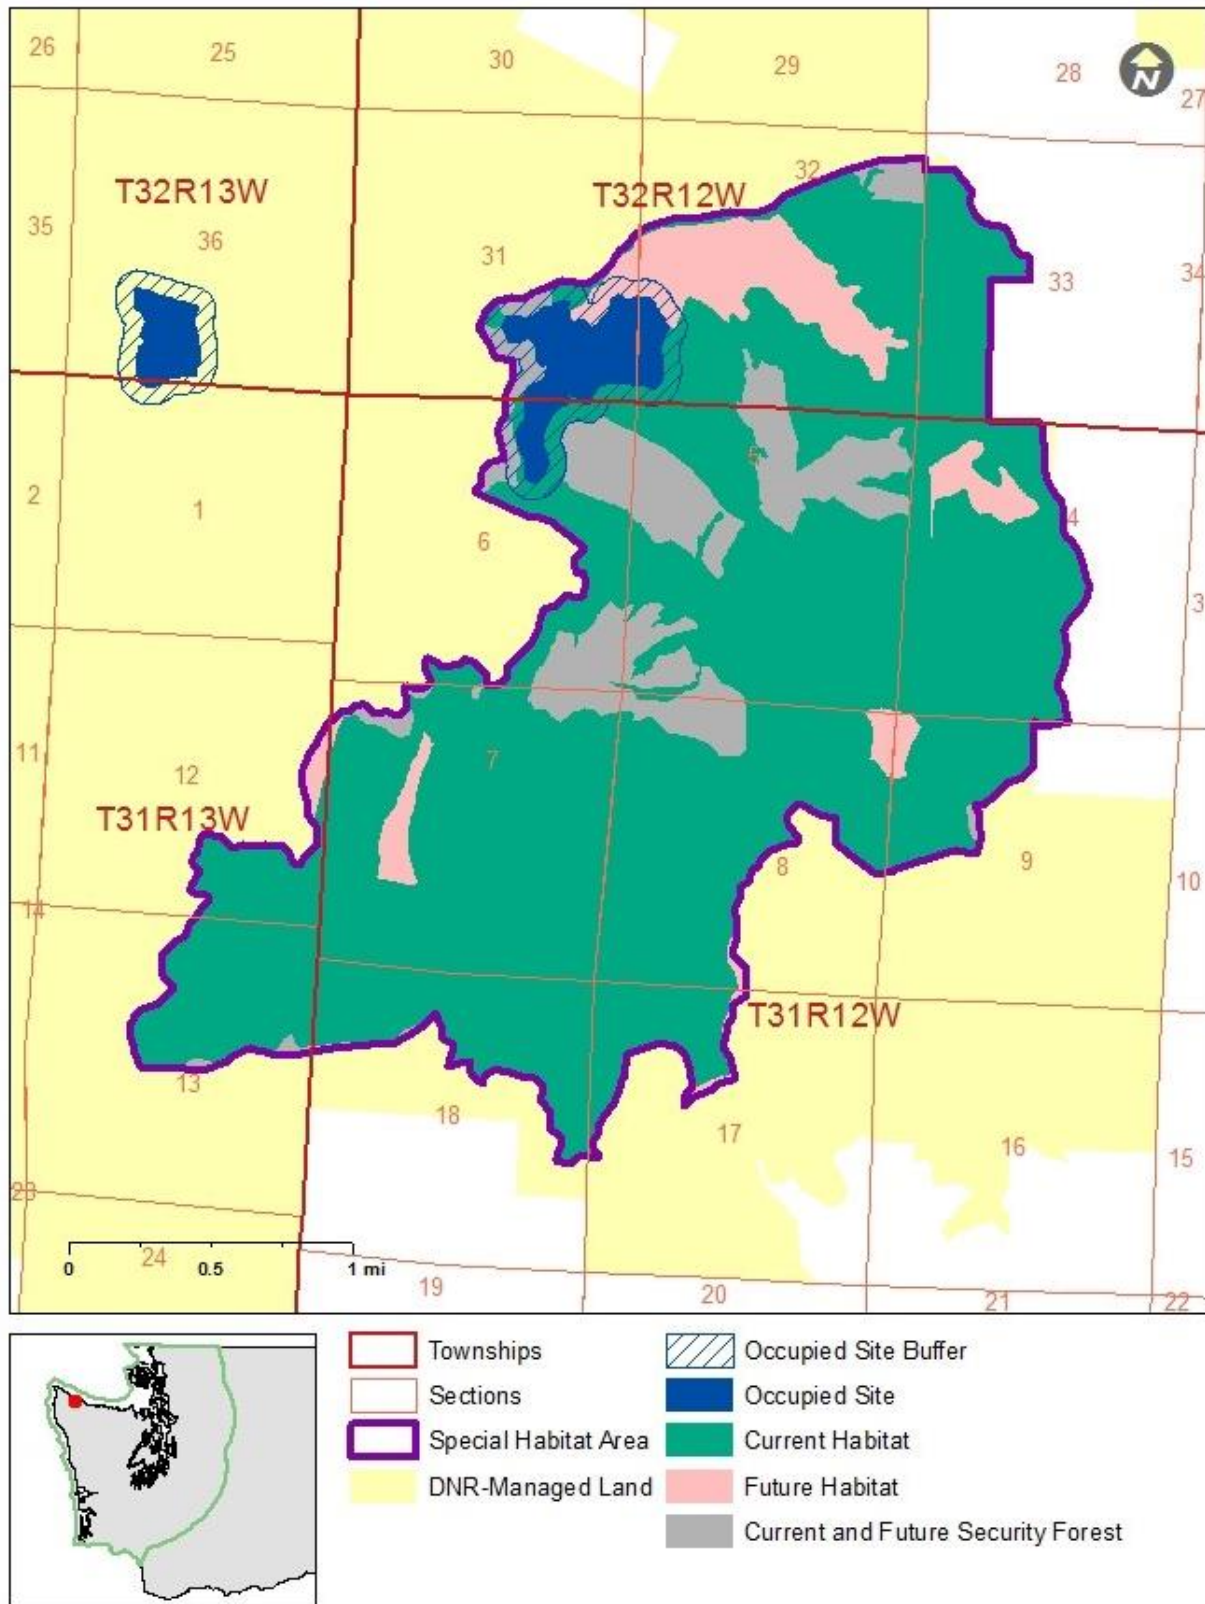 26
25
30
29
28
27
N
T32R13W
T32R12W
32
35
36
31
33
34
2
1
6
5
4
3
11
12
7
T31R13W
8
9
10
14
T31R12W
13
18
17
16
15
23
24
0 0.5 1 mi
19
20
21
22
Townships
Sections
Special Habitat Area
DNR-Managed Land
Occupied Site Buffer
Occupied Site
Current Habitat
Future Habitat
Current and Future Security Forest